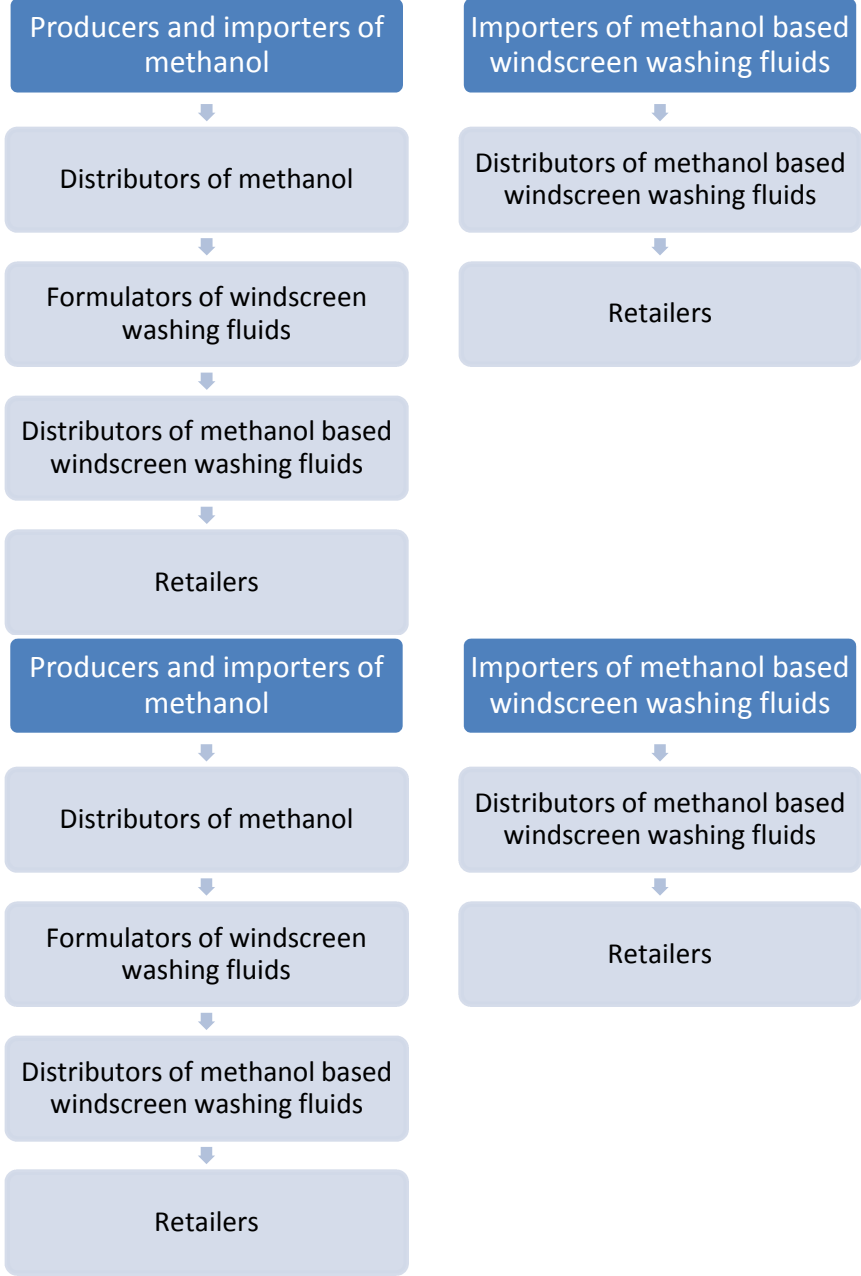 Producers and importers of
methanol
Distributors of methanol
Formulators of windscreen
washing fluids
Distributors of methanol based
windscreen washing fluids
Retailers
Importers of methanol based
windscreen washing fluids
Distributors of methanol based
windscreen washing fluids
Retailers
Producers and importers of
methanol
Distributors of methanol
Formulators of windscreen
washing fluids
Distributors of methanol based
windscreen washing fluids
Retailers
Importers of methanol based
windscreen washing fluids
Distributors of methanol based
windscreen washing fluids
Retailers